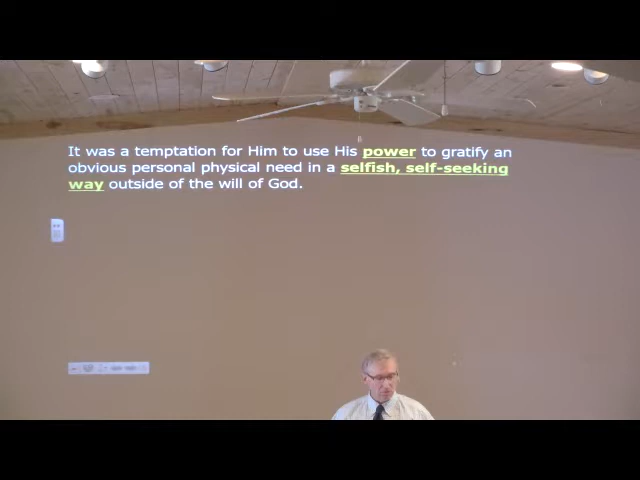 It was a temptation for Him to use His power to gratify an
obvious personal physical need in a selfish, self-seeking
way outside of the will of God.